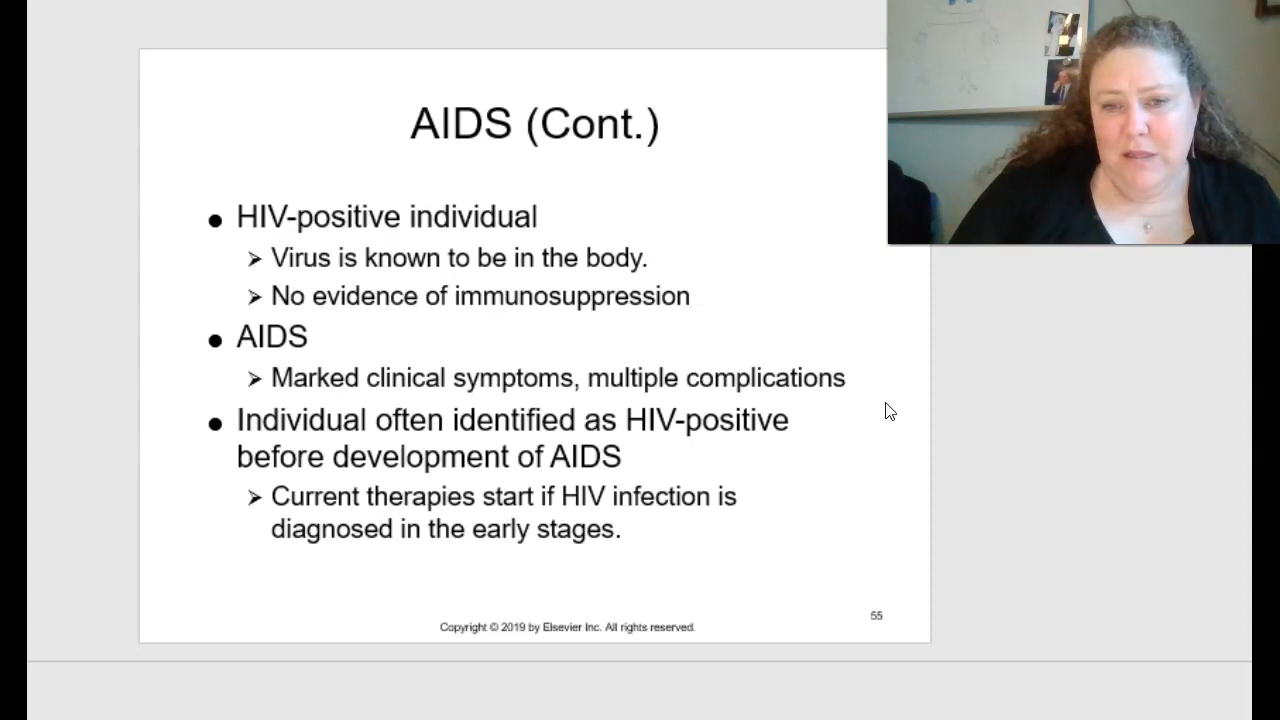 AIDS (Cont.)
● HIV-positive individual
➢ Virus is known to be in the body.
➢ No evidence of immunosuppression
● AIDS
➢ Marked clinical symptoms, multiple complications
● Individual often identified as HIV-positive
before development of AIDS
➢ Current therapies start if HIV infection is
diagnosed in the early stages.
55
Copyright © 2019 by Elsevier Inc. All rights reserved.